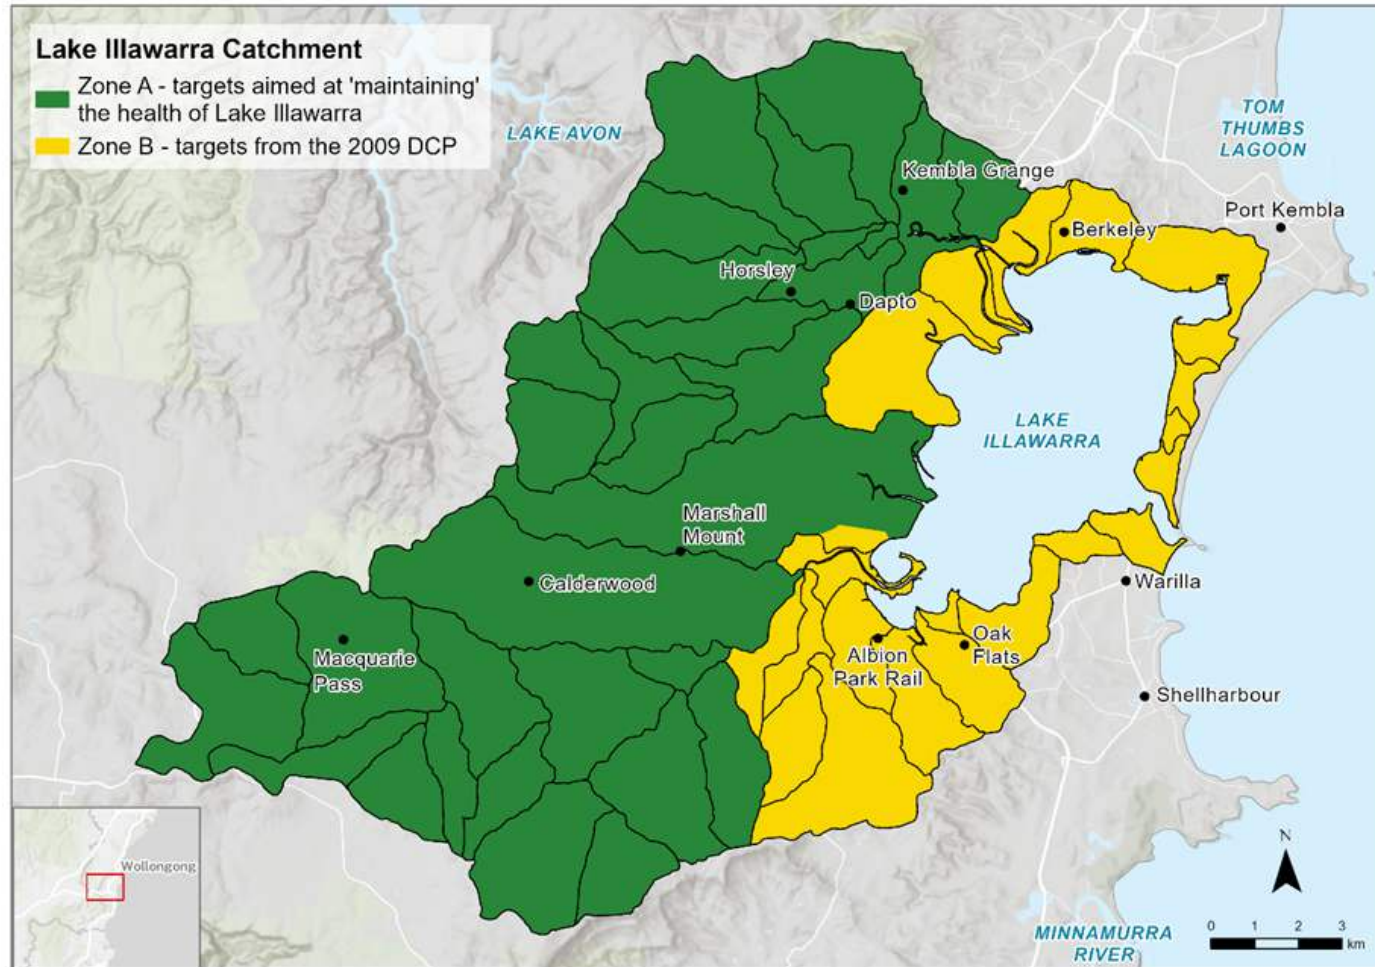 Lake Illawarra Catchment
Zone A - targets aimed at 'maintaining'
the health of Lake Illawarra
Zone B - targets from the 2009 DCP
LAKE AVON
TOM
THUMBS
LAGOON
Kembla Grange
Port Kembla
Berkeley
Horsley
Dapto
LAKE
ILLAWARRA
Marshall
Mount
Calderwood
Warilla
Macquarie
Pass
Albion
Park Rail
Oak
Flats
Shellharbour
Wollongong
MINNAMURRA
RIVER
N
0 1 2 3
km